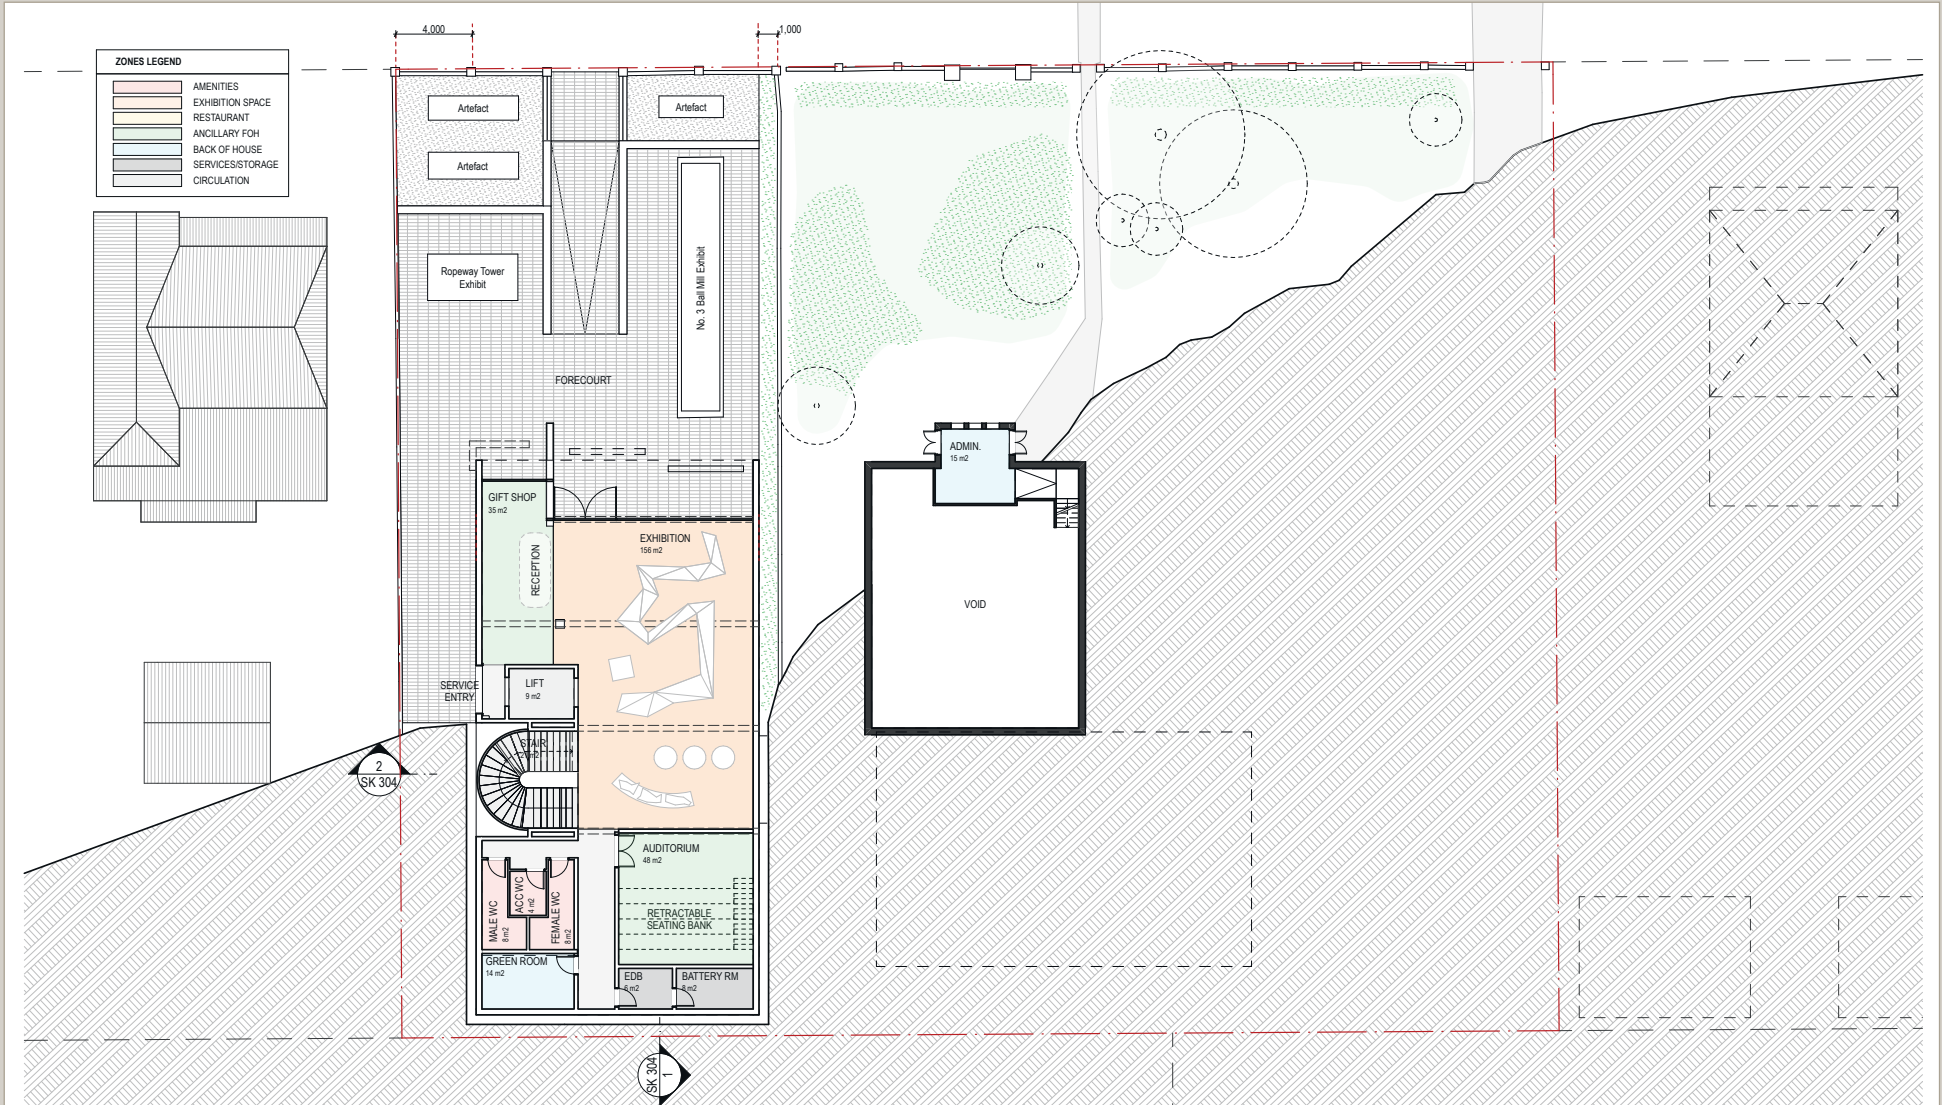 4,000
1,000
ZONES LEGEND
AMENITIES
EXHIBITION SPACE
RESTAURANT
ANCILLARY FOH
BACK OF HOUSE
SERVICES/STORAGE
CIRCULATION
Artefact
Artefact
Artefact
Ropeway Tower
Exhibit
No. 3 Ball Mill Exhibit
FORECOURT
ADMIN.
15 m2
GIFT SHOP
35 m2
EXHIBITION
156 m2
RECEPTION
VOID
LIFT
9 m2
SERVICE
ENTRY
STAIR
2
SK 304
AUDITORIUM
48 m2
MALE WC
8 m2
ACC WC
4 m2
FEMALE WC
8 m2
RETRACTABLE
SEATING BANK
GREEN ROOM
14 m2
EDB
6 m2
BATTERY RM
8 m2
SK 304
1